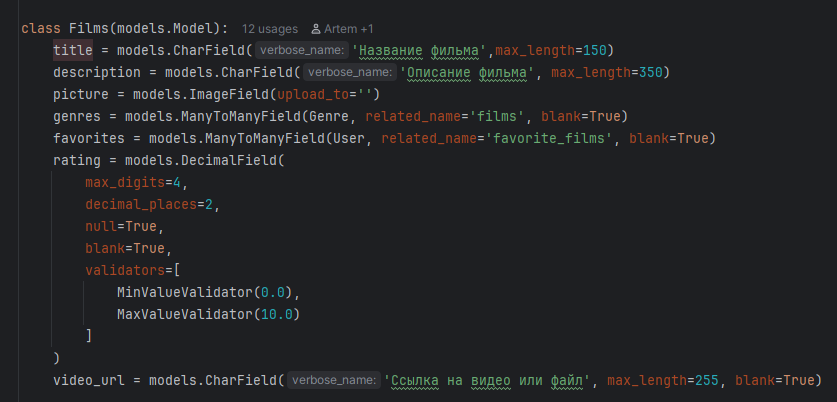 class Films(models.Model): 12 usages Artem +1
title = models.CharField( verbose_name: 'Название фильма',max_length=150)
description = models.CharField( verbose_name: 'Описание фильма', max_length=350)
picture = models.ImageField(upload_to='')
genres = models.ManyToManyField(Genre, related_name='films', blank=True)
favorites = models.ManyToManyField(User, related_name='favorite_films', blank=True)
rating = models.DecimalField(
max_digits=4,
decimal_places=2,
null=True,
blank=True,
validators=[
MinValueValidator(0.0),
MaxValueValidator(10.0)
]
)
video_url = models.CharField( verbose_name: 'Ссылка на видео или файл', max_length=255, blank=True)